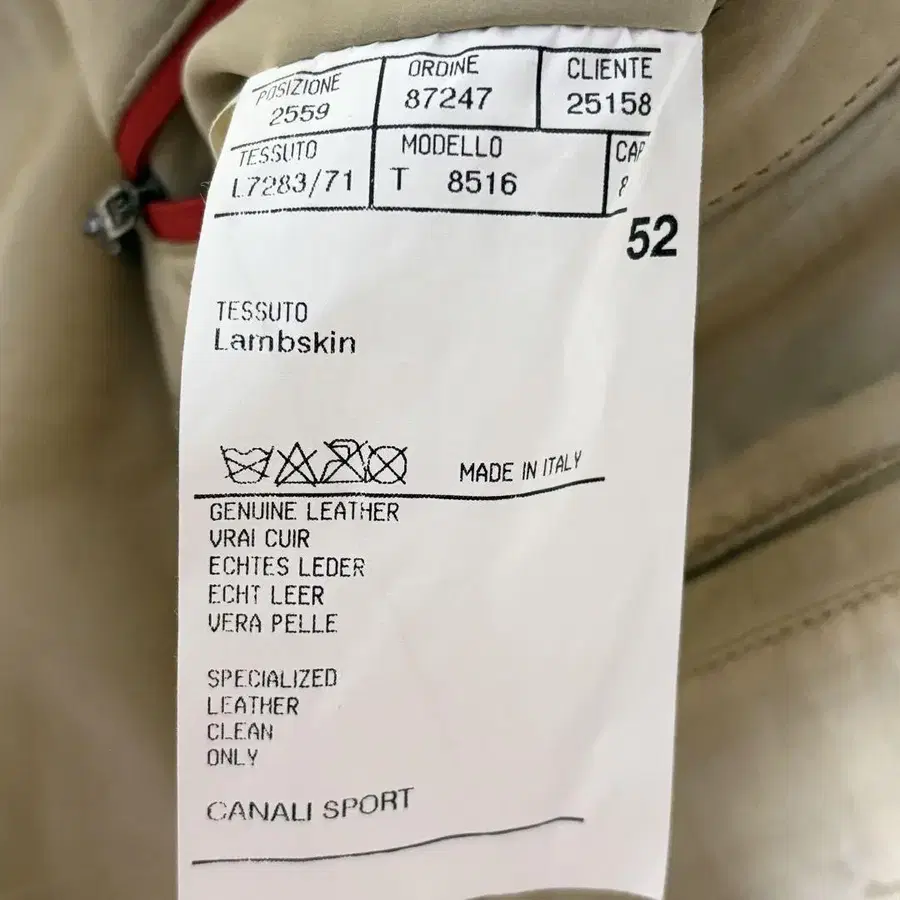 POSIZIONE ORDINE CLIENTE
2559 87247 25158
TESSUTO MODELLO
L7283/71 T 8516
52
TESSUTO
Lambskin
MADE IN ITALY
GENUINE LEATHER
VRAI CUIR
ECHTES LEDER
ECHT LEER
VERA PELLE
SPECIALIZED
LEATHER
CLEAN
ONLY
CANALI SPORT